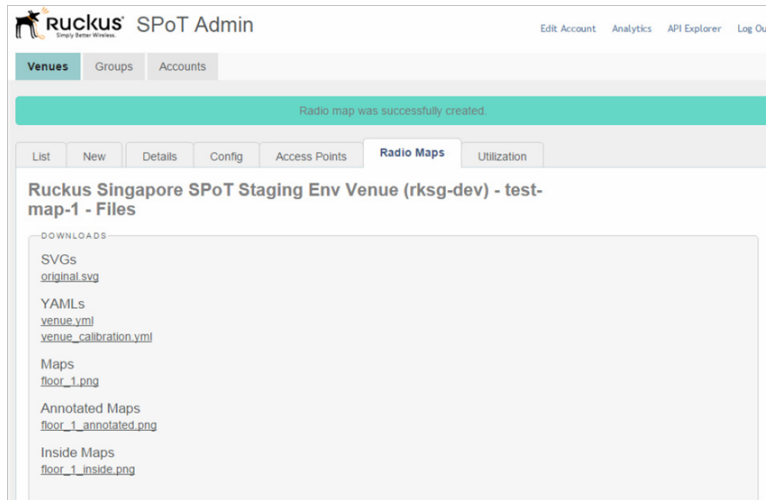 Ruckus SPoT Admin
Simply Better Wireless.
Edit Account Analytics API Explorer Log Ou
Venues Groups Accounts
Radio map was successfully created.
List New Details Config Access Points Radio Maps Utilization
Ruckus Singapore SPoT Staging Env Venue (rksg-dev) - test-
map-1 - Files
DOWNLOADS
SVGs
original.svg
YAMLs
venue.yml
venue_calibration.yml
Maps
floor_1.png
Annotated Maps
floor_1_annotated.png
Inside Maps
floor_1_inside.png